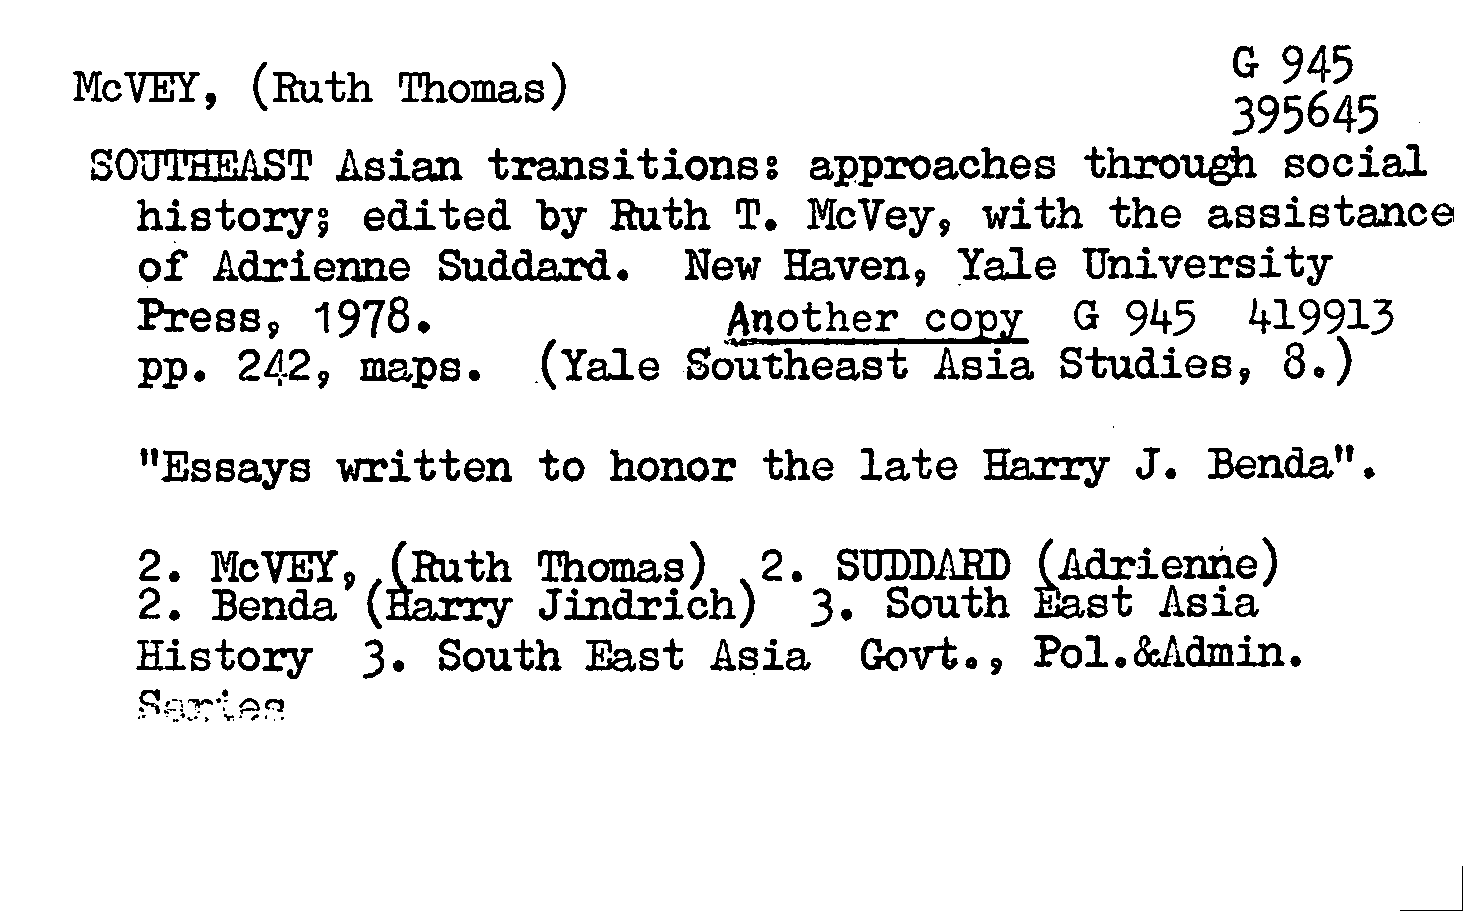 McVEY, (Ruth Thomas)
G 945
395645
SOUTHEAST Asian transitions: approaches through social
history; edited by Ruth T. McVey, with the assistance
of Adrienne Suddard. New Haven, Yale University
Press, 1978. Another copy G 945 419913
pp. 242, maps. (Yale Southeast Asia Studies, 8.)
"Essays written to honor the late Harry J. Benda".
2. McVEY, (Ruth Thomas) 2. SUDDARD (Adrienne)
2. Benda (Harry Jindrich) 3. South East Asia
History 3. South East Asia Govt., Pol.&Admin.
Series